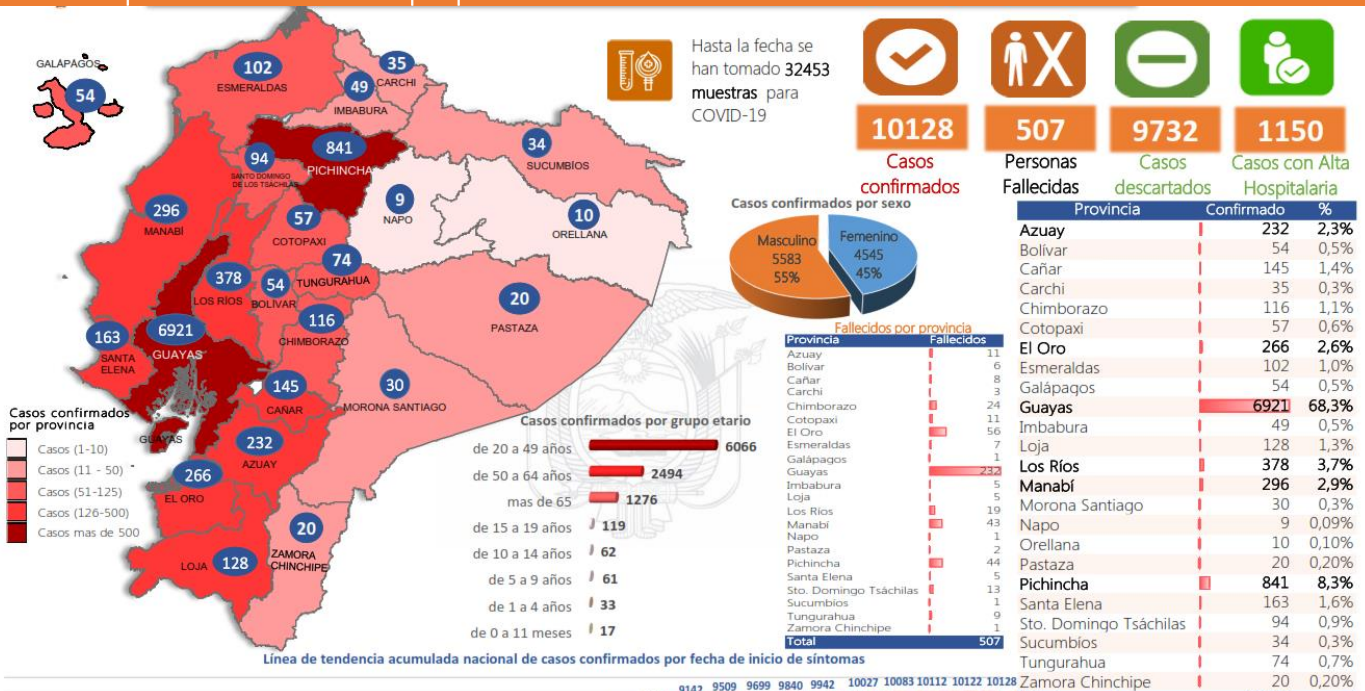 GALÁPAGOS
54
102
ESMERALDAS
35
CARCHI
49
IMBABURA
841
PICHINCHA
34
SUCUMBÍOS
94
SANTO DOMINGO
DE LOS TSÁCHILAS
9
NAPO
10
ORELLANA
296
MANABÍ
57
COTOPAXI
74
TUNGURAHUA
378
LOS RÍOS
54
BOLÍVAR
20
PASTAZA
116
CHIMBORAZO
6921
GUAYAS
163
SANTA
ELENA
145
CAÑAR
30
MORONA SANTIAGO
GUAYAS
232
AZUAY
266
EL ORO
20
ZAMORA
CHINCHIPE
LOJA 128
Casos confirmados
por provincia
Casos (1-10)
Casos (11 - 50)
Casos (51-125)
Casos (126-500)
Casos mas de 500
Hasta la fecha se
han tomado 32453
muestras para
COVID-19
10128
Casos
confirmados
507
Personas
Fallecidas
9732
Casos
descartados
1150
Casos con Alta
Hospitalaria
Casos confirmados por sexo
Masculino
5583
55%
Femenino
4545
45%
Casos confirmados por grupo etario
de 20 a 49 años 6066
de 50 a 64 años 2494
mas de 65 1276
de 15 a 19 años 119
de 10 a 14 años 62
de 5 a 9 años 61
de 1 a 4 años 33
de 0 a 11 meses 17
Fallecidos por provincia
Provincia Fallecidos
Azuay 11
Bolívar 6
Cañar 8
Carchi 3
Chimborazo 24
Cotopaxi 11
El Oro 56
Esmeraldas 7
Galápagos 1
Guayas 232
Imbabura 5
Loja 5
Los Ríos 19
Manabí 43
Napo 1
Pastaza 2
Pichincha 44
Santa Elena 5
Sto. Domingo Tsáchilas 13
Sucumbíos 1
Tungurahua 9
Zamora Chinchipe 1
Total 507
Provincia Confirmado %
Azuay 232 2,3%
Bolívar 54 0,5%
Cañar 145 1,4%
Carchi 35 0,3%
Chimborazo 116 1,1%
Cotopaxi 57 0,6%
El Oro 266 2,6%
Esmeraldas 102 1,0%
Galápagos 54 0,5%
Guayas 6921 68,3%
Imbabura 49 0,5%
Loja 128 1,3%
Los Ríos 378 3,7%
Manabí 296 2,9%
Morona Santiago 30 0,3%
Napo 9 0,09%
Orellana 10 0,10%
Pastaza 20 0,20%
Pichincha 841 8,3%
Santa Elena 163 1,6%
Sto. Domingo Tsáchilas 94 0,9%
Sucumbíos 34 0,3%
Tungurahua 74 0,7%
Zamora Chinchipe 20 0,20%
Línea de tendencia acumulada nacional de casos confirmados por fecha de inicio de síntomas
9142 9509 9699 9840 9942 10027 10083 10112 10122 10128